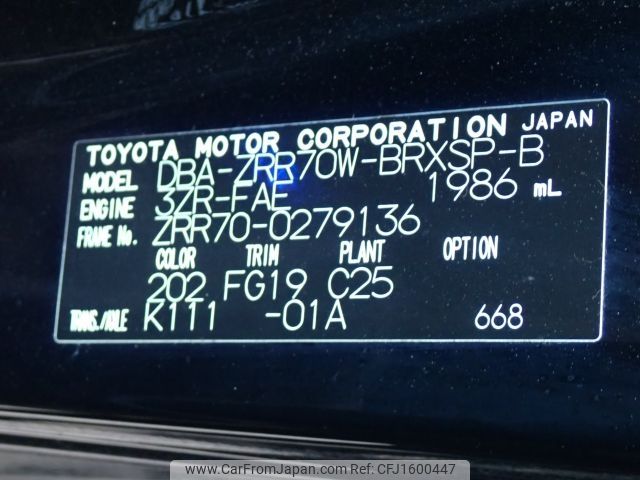 TOYOTA MOTOR CORPORATION JAPAN
MODEL DBA-ZRR70W-BRXSP-B
ENGINE 3ZR-FAE 1986 mL
FRAME No. ZRR70-0279136
COLOR TRIM PLANT OPTION
202 FG19 C25
TRANS./AXLE K111 -01A 668
www.CarFromJapan.com - ID CFJ1600447